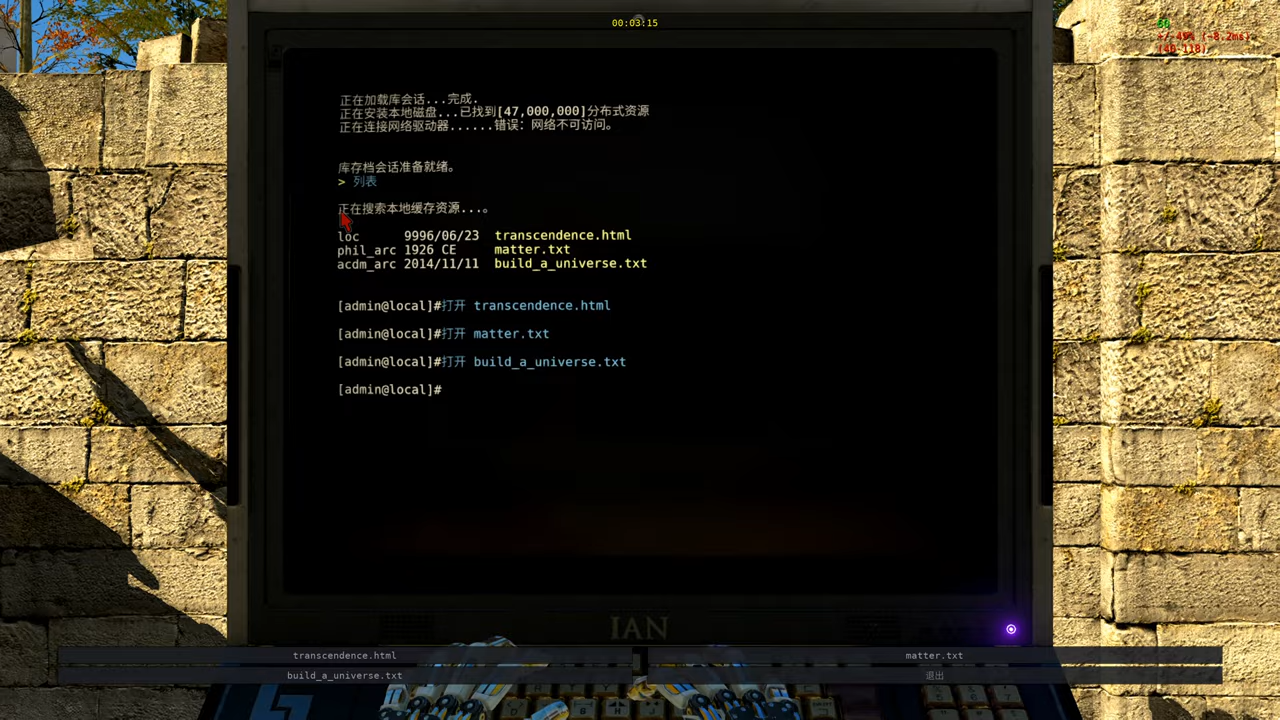 00:03:15
60
+/- 45% (-8.2ms)
正在加载库会话...完成.
正在安装本地磁盘...已找到[47,000,000]分布式资源
正在连接网络驱动器......错误: 网络不可访问。
库存档会话准备就绪。
> 列表
正在搜索本地缓存资源...。
loc 9996/06/23 transcendence.html
phil_arc 1926 CE matter.txt
acdm_arc 2014/11/11 build_a_universe.txt
[admin@local]#打开 transcendence.html
[admin@local]#打开 matter.txt
[admin@local]#打开 build_a_universe.txt
[admin@local]#
IAN
transcendence.html
matter.txt
build_a_universe.txt
退出